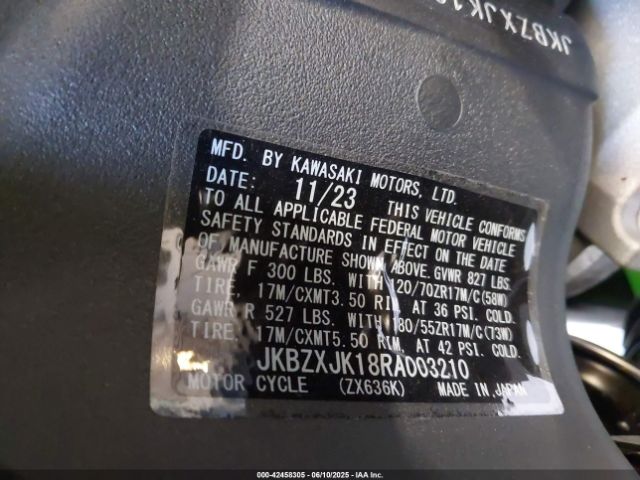 JKBZXJK18
MFD. BY KAWASAKI MOTORS, LTD.
DATE: 11/23 THIS VEHICLE CONFORMS
TO ALL APPLICABLE FEDERAL MOTOR VEHICLE
SAFETY STANDARDS IN EFFECT ON THE DATE
OF MANUFACTURE SHOWN ABOVE. GVWR 827 LBS.
GAWR F 300 LBS. WITH 120/70ZR17M/C(58W)
TIRE, 17M/CXMT3.50 RIM, AT 36 PSI. COLD.
GAWR R 527 LBS. WITH 180/55ZR17M/C(73W)
TIRE, 17M/CXMT5.50 RIM, AT 42 PSI. COLD.
JKBZXJK18RA003210
MOTOR CYCLE (ZX636K) MADE IN JAPAN
000-42458305 - 06/10/2025 - IAA Inc.